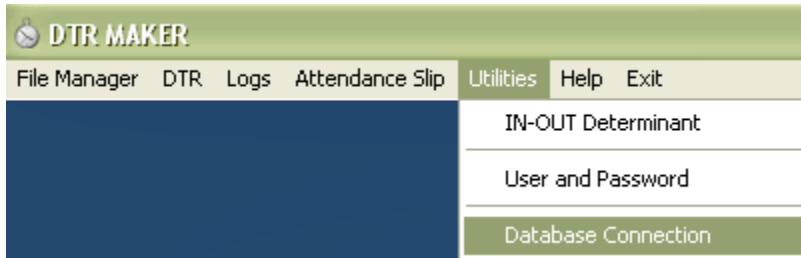 DTR MAKER
File Manager DTR Logs Attendance Slip Utilities Help Exit
IN-OUT Determinant
User and Password
Database Connection